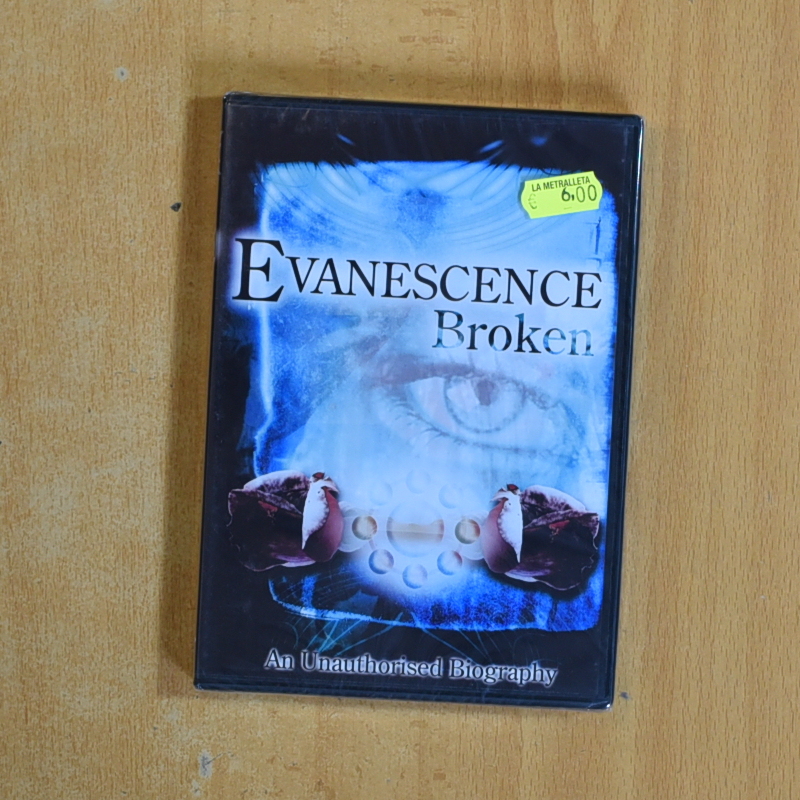 LA METRALLETA
€ 6,00
EVANESCENCE
Broken
An Unauthorised Biography